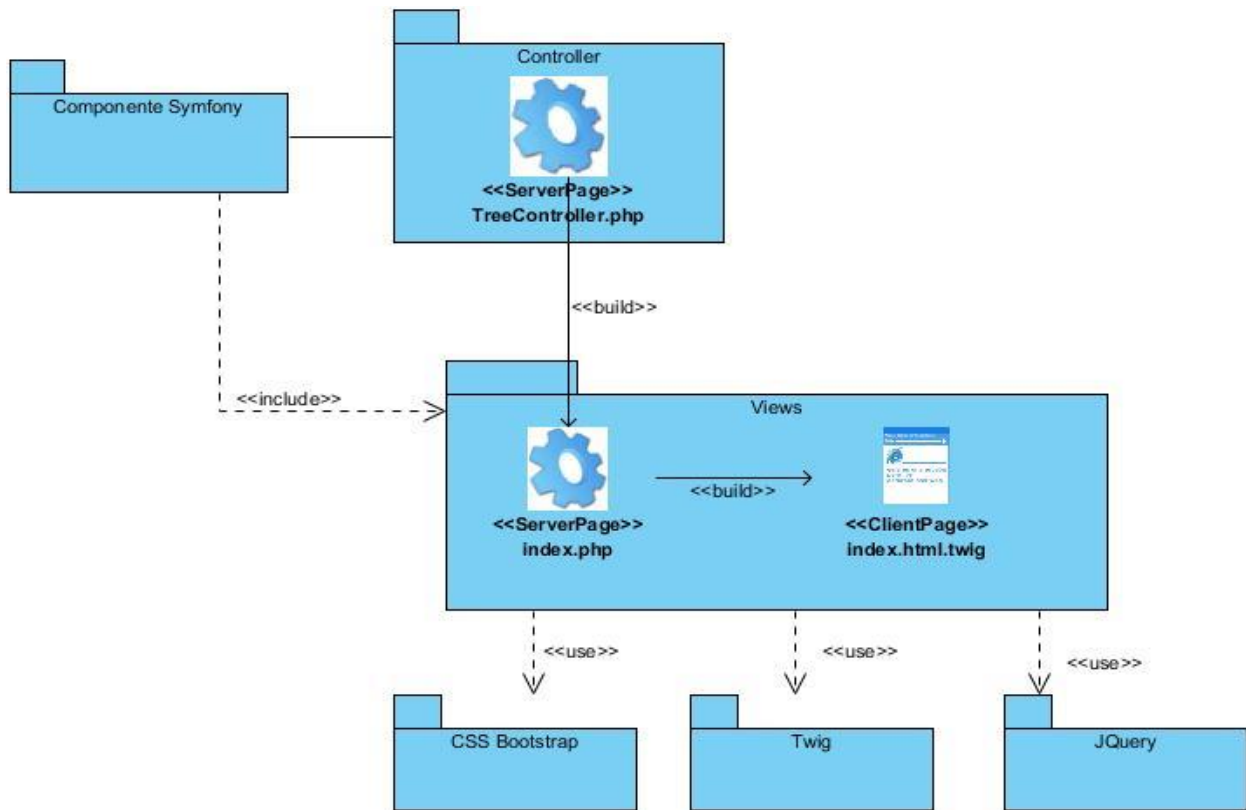 Controller
Componente Symfony
<<ServerPage>>
TreeController.php
<<build>>
<<include>>
Views
<<build>>
<<ServerPage>>
index.php
<<ClientPage>>
index.html.twig
<<use>>
<<use>>
<<use>>
CSS Bootstrap
Twig
JQuery